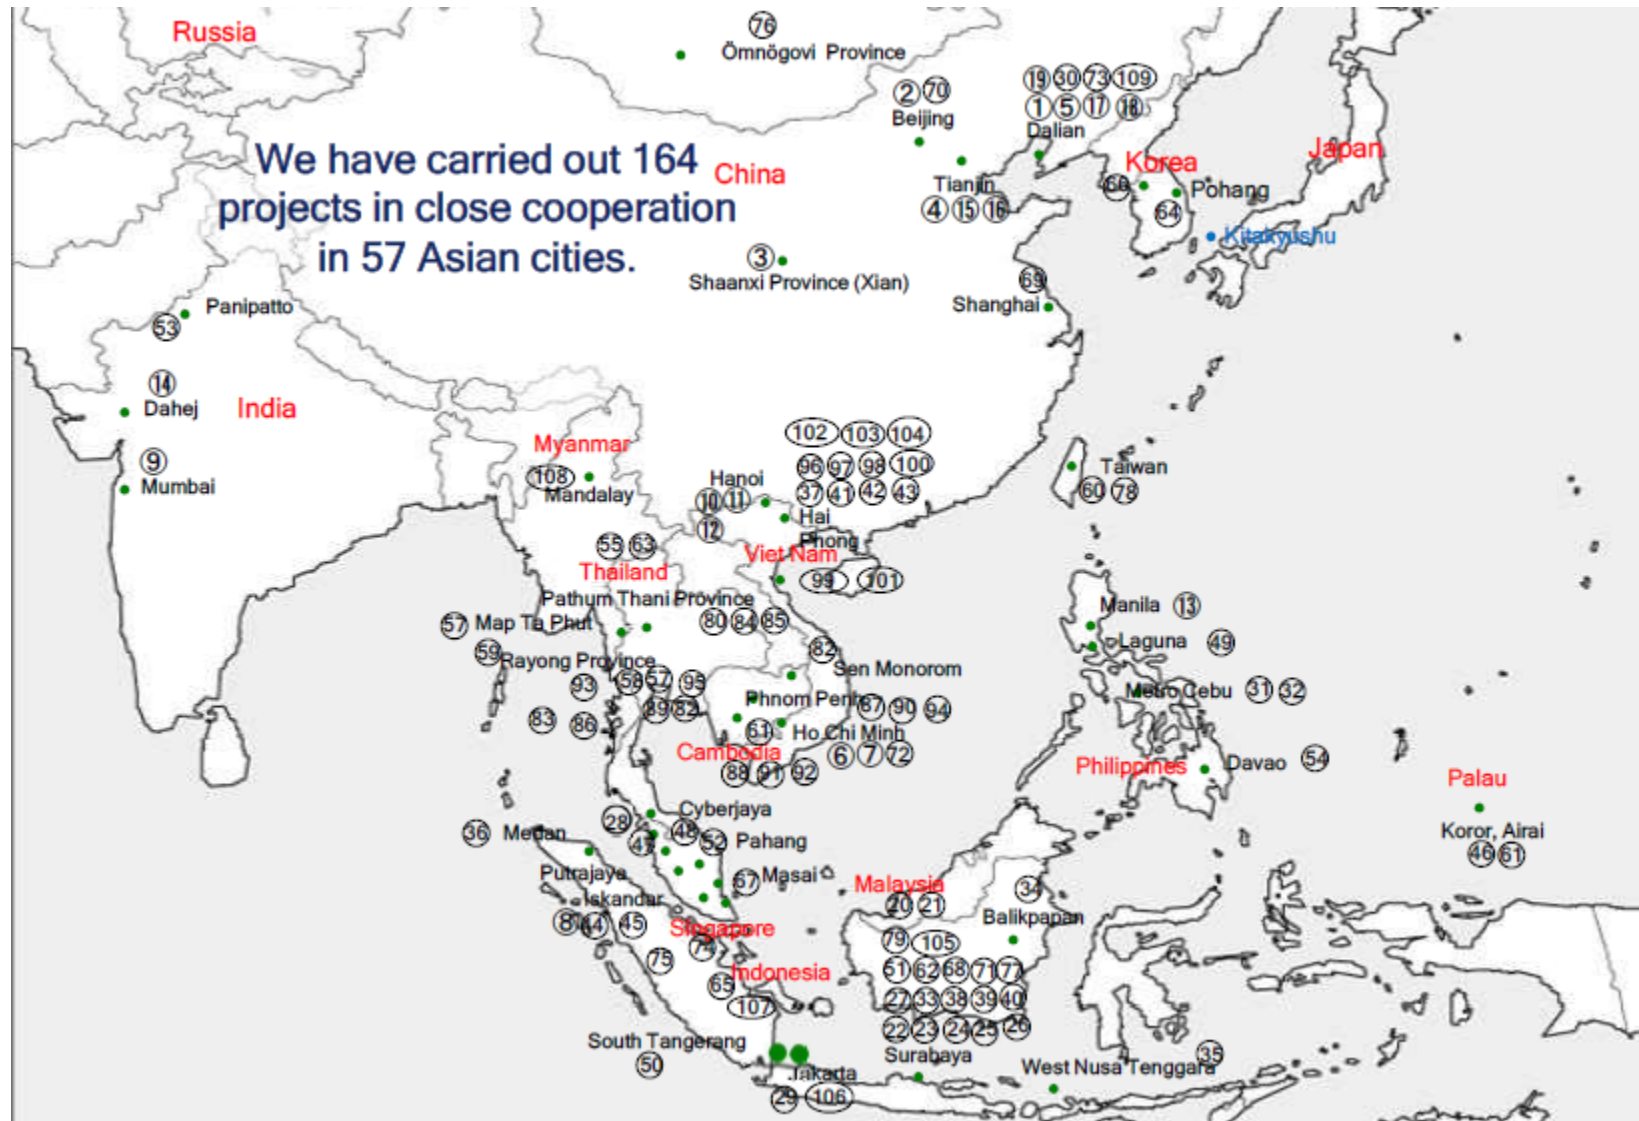 Russia
76
Ömnögovi Province
19 30 73 109
2 70
1 5 17 18
Beijing
Dalian
We have carried out 164
projects in close cooperation
in 57 Asian cities.
China
Korea
Japan
Tianjin
4 15 16
Pohang
64
Kitakyushu
3
Shaanxi Province (Xian)
69
Shanghai
Panipatto
53
14
Dahej
India
9
Mumbai
Myanmar
108
Mandalay
102 103 104
96 97 98 100
37 41 42 43
Hanoi
10 11
12
Hai
Phong
Viet Nam
99 101
Taiwan
60 78
55 63
Thailand
Pathum Thani Province
80 84 85
57 Map Ta Phut
59
Rayong Province
93 58 57 95
83 86 89 82
82
Sen Monorom
Phnom Penh
87 90 94
Ho Chi Minh
6 7 72
Cambodia
88 91 92
Manila 13
Laguna 49
Metro Cebu 31 32
Philippines
Davao 54
Palau
Koror, Airai
46 61
Cyberjaya
28
47 48 52 Pahang
36 Medan
Putrajaya
67 Masai
Iskandar
44 45
Singapore
74
75
Indonesia
65
107
Malaysia
20 21
34
Balikpapan
79 105
51 62 68 71 77
27 33 38 39 40
22 23 24 25 26
Surabaya
South Tangerang
50
Jakarta
29 106
35
West Nusa Tenggara